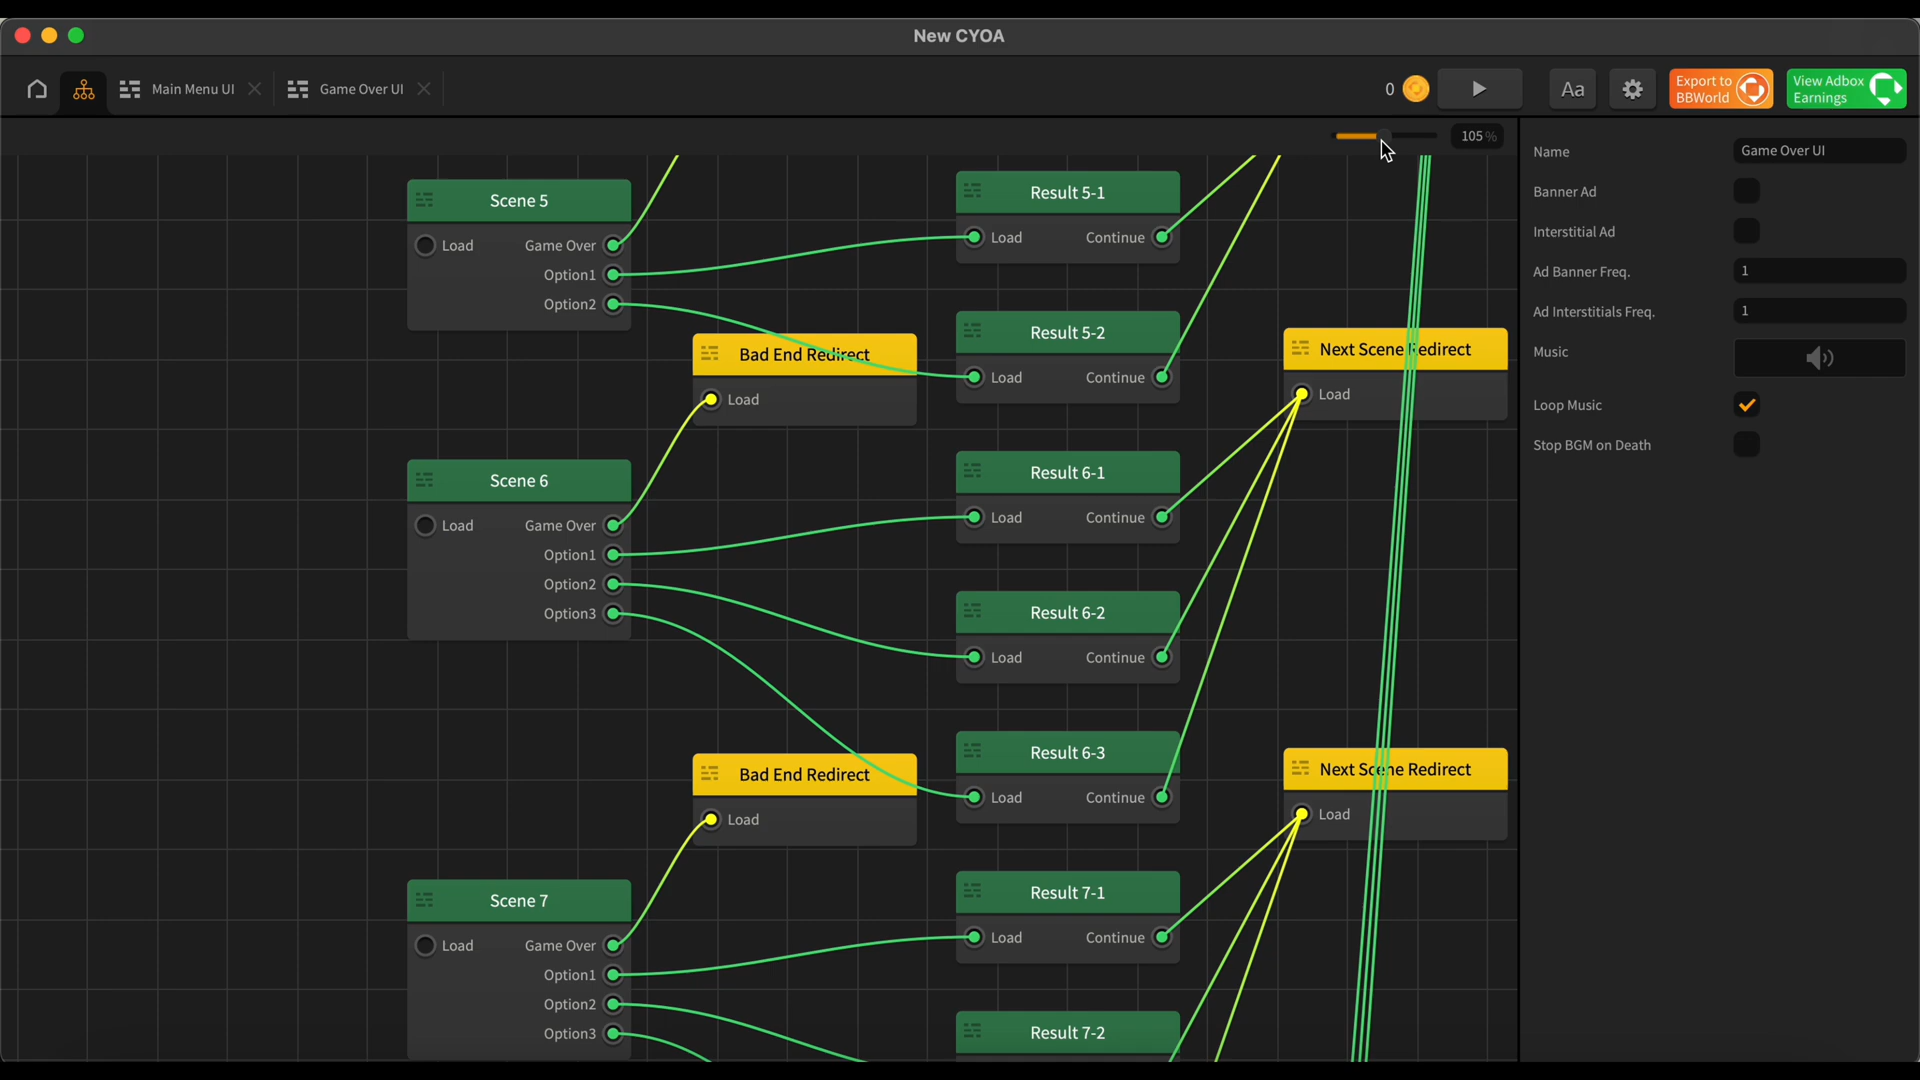 New CYOA
Main Menu UI
Game Over UI
0
Aa
Export to
BBWorld
View Adbox
Earnings
105 %
Scene 5
Load
Game Over
Option1
Option2
Bad End Redirect
Load
Scene 6
Load
Game Over
Option1
Option2
Option3
Bad End Redirect
Load
Scene 7
Load
Game Over
Option1
Option2
Option3
Result 5-1
Load
Continue
Result 5-2
Load
Continue
Result 6-1
Load
Continue
Result 6-2
Load
Continue
Result 6-3
Load
Continue
Result 7-1
Load
Continue
Result 7-2
Next Scene Redirect
Load
Next Scene Redirect
Load
Name
Game Over UI
Banner Ad
Interstitial Ad
Ad Banner Freq.
1
Ad Interstitials Freq.
1
Music
Loop Music
Stop BGM on Death